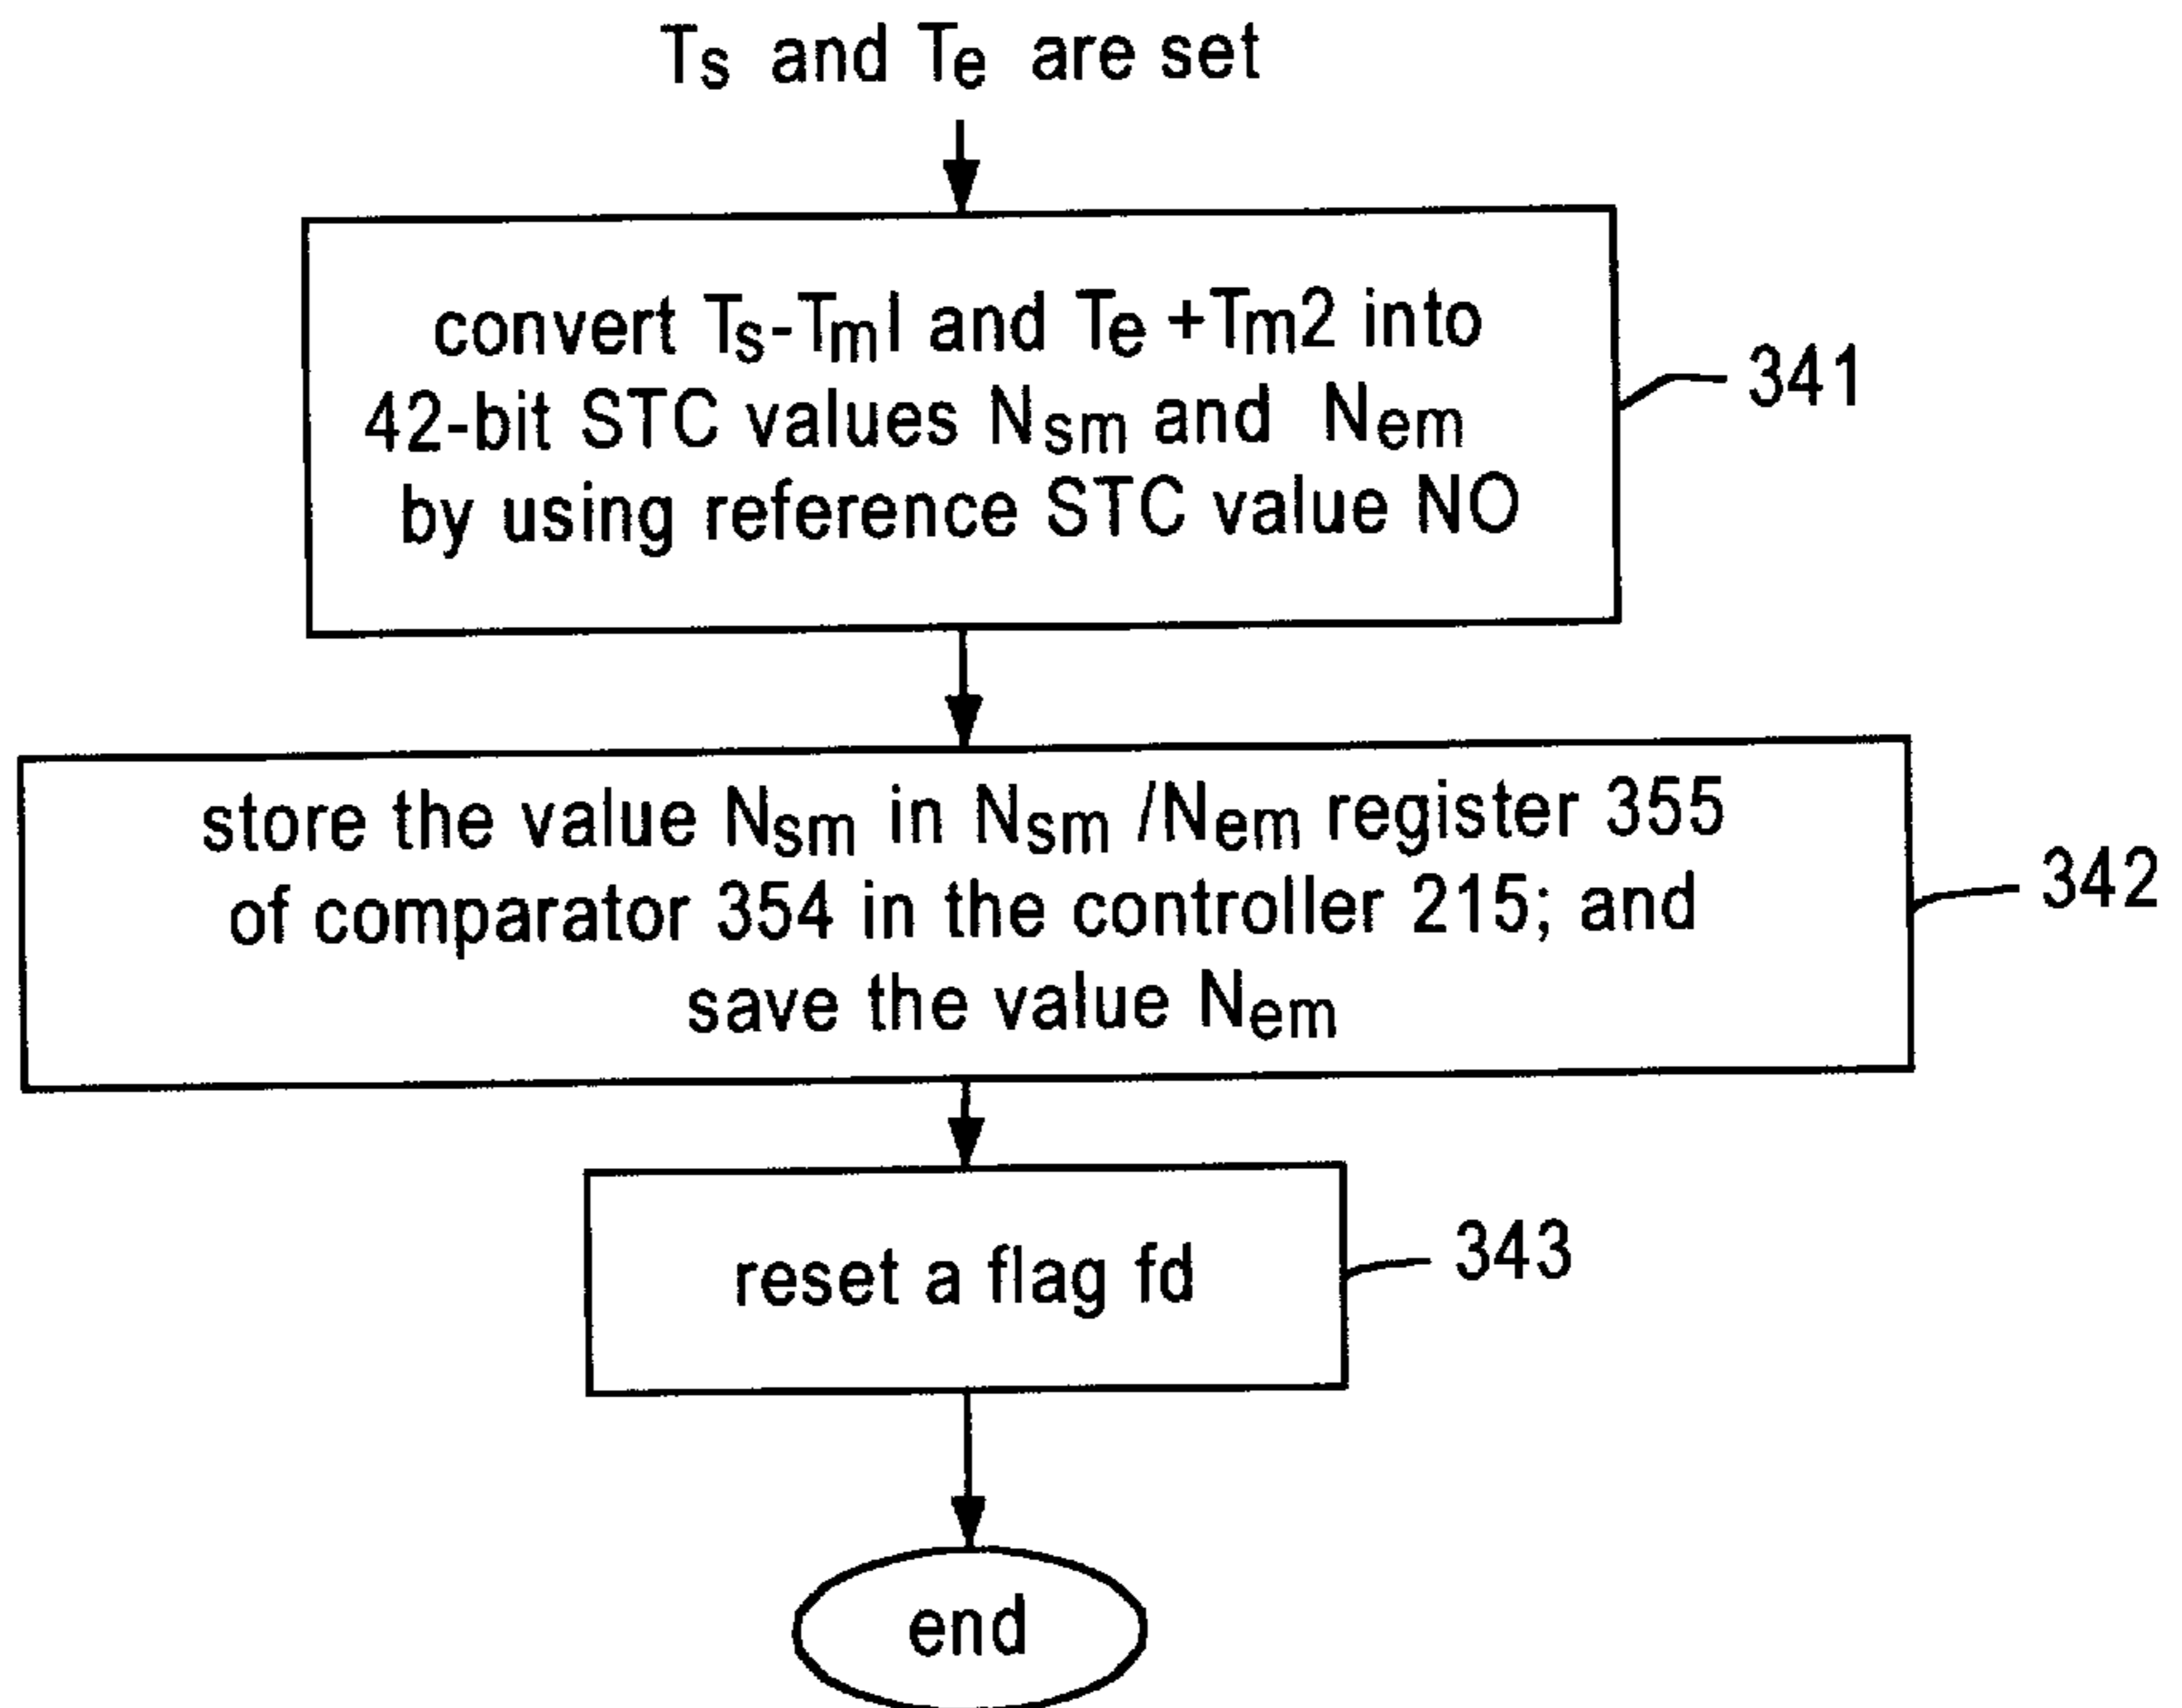 Ts and Te are set
convert Ts-Tm1 and Te+Tm2 into
42-bit STC values Nsm and Nem
by using reference STC value NO
341
store the value Nsm in Nsm/Nem register 355
of comparator 354 in the controller 215; and
save the value Nem
342
reset a flag fd
343
end